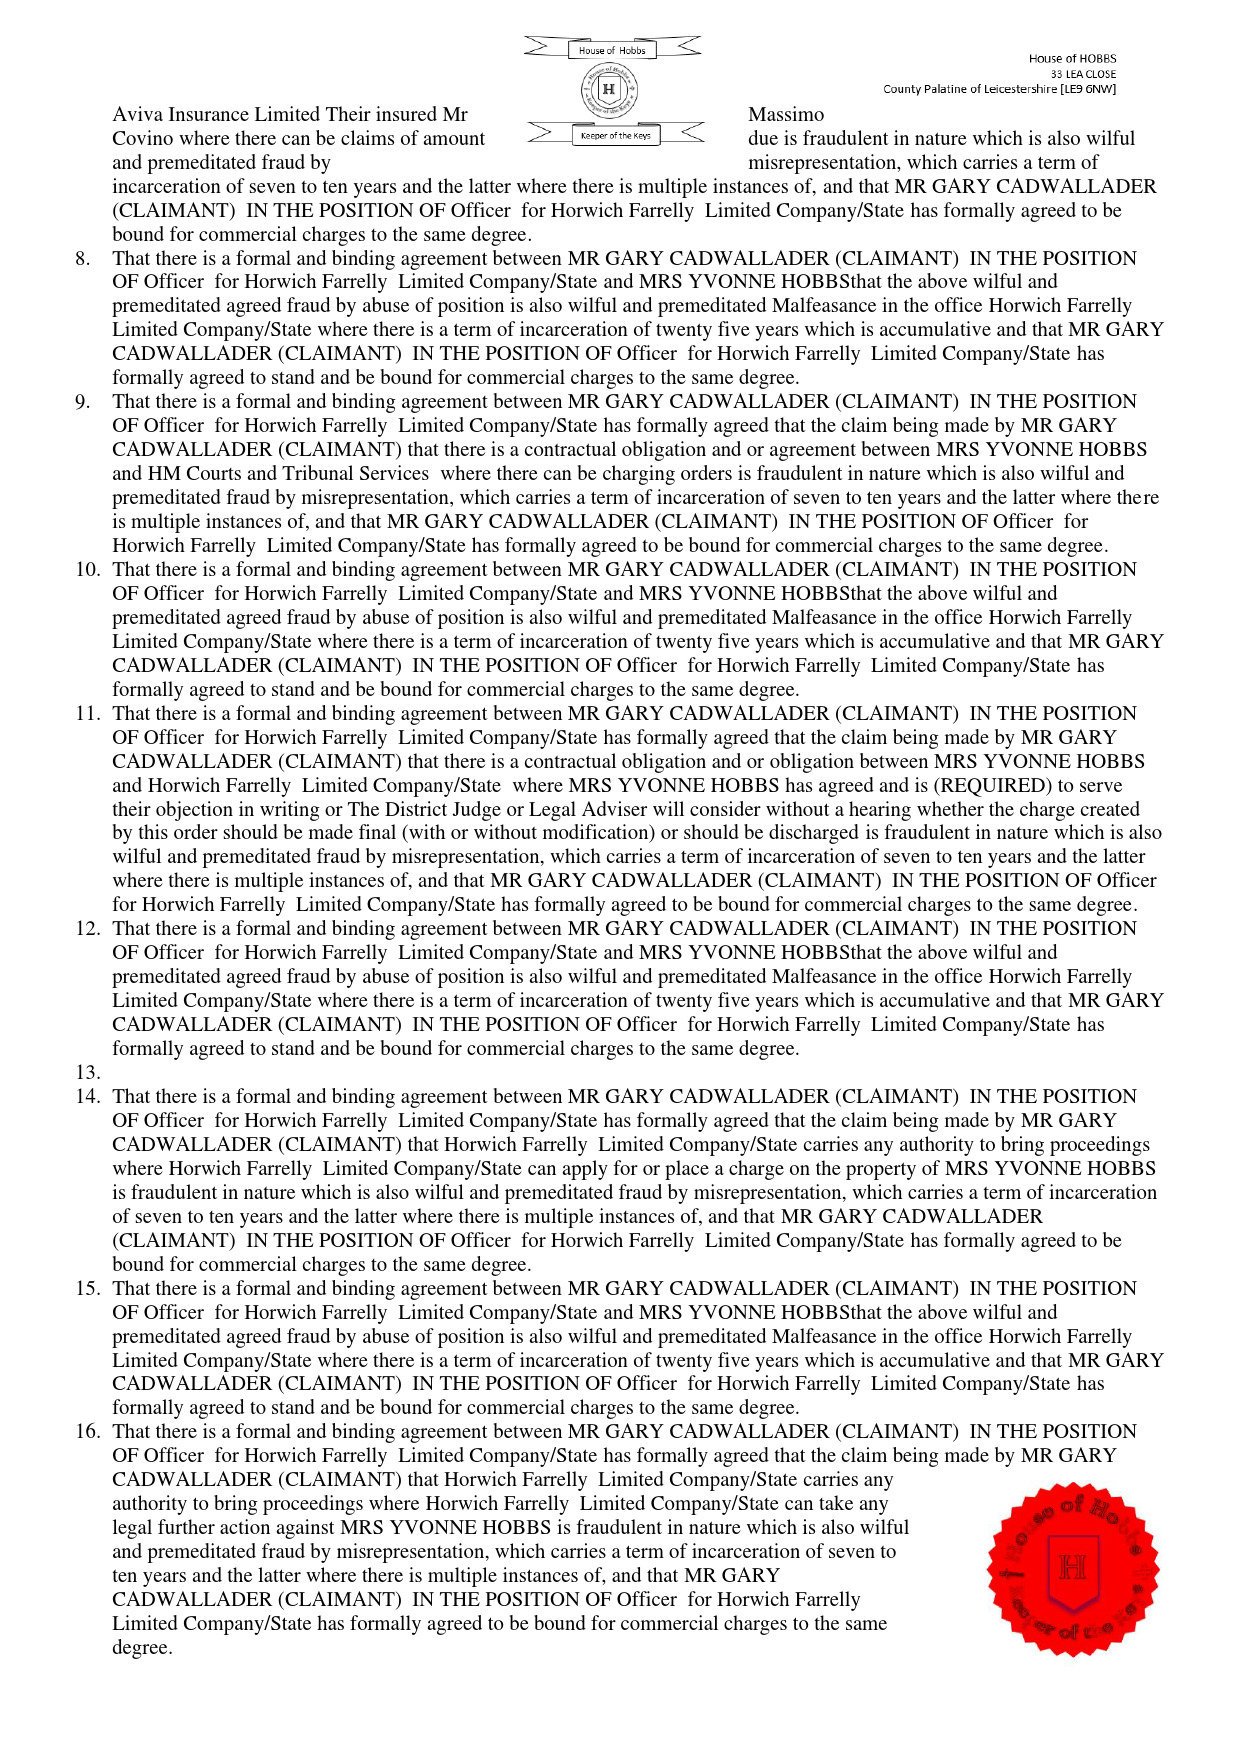 House of Hobbs
House of HOBBS
33 LEA CLOSE
County Palatine of Leicestershire [LE9 6NW]
House of Hobbs
H
Keeper of the Keys
Keeper of the Keys
Aviva Insurance Limited Their insured Mr Massimo
Covino where there can be claims of amount due is fraudulent in nature which is also wilful
and premeditated fraud by misrepresentation, which carries a term of
incarceration of seven to ten years and the latter where there is multiple instances of, and that MR GARY CADWALLADER
(CLAIMANT)  IN THE POSITION OF Officer  for Horwich Farrelly  Limited Company/State has formally agreed to be
bound for commercial charges to the same degree.
8. That there is a formal and binding agreement between MR GARY CADWALLADER (CLAIMANT)  IN THE POSITION
OF Officer  for Horwich Farrelly  Limited Company/State and MRS YVONNE HOBBSthat the above wilful and
premeditated agreed fraud by abuse of position is also wilful and premeditated Malfeasance in the office Horwich Farrelly
Limited Company/State where there is a term of incarceration of twenty five years which is accumulative and that MR GARY
CADWALLADER (CLAIMANT)  IN THE POSITION OF Officer  for Horwich Farrelly  Limited Company/State has
formally agreed to stand and be bound for commercial charges to the same degree.
9. That there is a formal and binding agreement between MR GARY CADWALLADER (CLAIMANT)  IN THE POSITION
OF Officer  for Horwich Farrelly  Limited Company/State has formally agreed that the claim being made by MR GARY
CADWALLADER (CLAIMANT) that there is a contractual obligation and or agreement between MRS YVONNE HOBBS
and HM Courts and Tribunal Services  where there can be charging orders is fraudulent in nature which is also wilful and
premeditated fraud by misrepresentation, which carries a term of incarceration of seven to ten years and the latter where there
is multiple instances of, and that MR GARY CADWALLADER (CLAIMANT)  IN THE POSITION OF Officer  for
Horwich Farrelly  Limited Company/State has formally agreed to be bound for commercial charges to the same degree.
10. That there is a formal and binding agreement between MR GARY CADWALLADER (CLAIMANT)  IN THE POSITION
OF Officer  for Horwich Farrelly  Limited Company/State and MRS YVONNE HOBBSthat the above wilful and
premeditated agreed fraud by abuse of position is also wilful and premeditated Malfeasance in the office Horwich Farrelly
Limited Company/State where there is a term of incarceration of twenty five years which is accumulative and that MR GARY
CADWALLADER (CLAIMANT)  IN THE POSITION OF Officer  for Horwich Farrelly  Limited Company/State has
formally agreed to stand and be bound for commercial charges to the same degree.
11. That there is a formal and binding agreement between MR GARY CADWALLADER (CLAIMANT)  IN THE POSITION
OF Officer  for Horwich Farrelly  Limited Company/State has formally agreed that the claim being made by MR GARY
CADWALLADER (CLAIMANT) that there is a contractual obligation and or obligation between MRS YVONNE HOBBS
and Horwich Farrelly  Limited Company/State  where MRS YVONNE HOBBS has agreed and is (REQUIRED) to serve
their objection in writing or The District Judge or Legal Adviser will consider without a hearing whether the charge created
by this order should be made final (with or without modification) or should be discharged is fraudulent in nature which is also
wilful and premeditated fraud by misrepresentation, which carries a term of incarceration of seven to ten years and the latter
where there is multiple instances of, and that MR GARY CADWALLADER (CLAIMANT)  IN THE POSITION OF Officer
for Horwich Farrelly  Limited Company/State has formally agreed to be bound for commercial charges to the same degree.
12. That there is a formal and binding agreement between MR GARY CADWALLADER (CLAIMANT)  IN THE POSITION
OF Officer  for Horwich Farrelly  Limited Company/State and MRS YVONNE HOBBSthat the above wilful and
premeditated agreed fraud by abuse of position is also wilful and premeditated Malfeasance in the office Horwich Farrelly
Limited Company/State where there is a term of incarceration of twenty five years which is accumulative and that MR GARY
CADWALLADER (CLAIMANT)  IN THE POSITION OF Officer  for Horwich Farrelly  Limited Company/State has
formally agreed to stand and be bound for commercial charges to the same degree.
13.
14. That there is a formal and binding agreement between MR GARY CADWALLADER (CLAIMANT)  IN THE POSITION
OF Officer  for Horwich Farrelly  Limited Company/State has formally agreed that the claim being made by MR GARY
CADWALLADER (CLAIMANT) that Horwich Farrelly  Limited Company/State carries any authority to bring proceedings
where Horwich Farrelly  Limited Company/State can apply for or place a charge on the property of MRS YVONNE HOBBS
is fraudulent in nature which is also wilful and premeditated fraud by misrepresentation, which carries a term of incarceration
of seven to ten years and the latter where there is multiple instances of, and that MR GARY CADWALLADER
(CLAIMANT)  IN THE POSITION OF Officer  for Horwich Farrelly  Limited Company/State has formally agreed to be
bound for commercial charges to the same degree.
15. That there is a formal and binding agreement between MR GARY CADWALLADER (CLAIMANT)  IN THE POSITION
OF Officer  for Horwich Farrelly  Limited Company/State and MRS YVONNE HOBBSthat the above wilful and
premeditated agreed fraud by abuse of position is also wilful and premeditated Malfeasance in the office Horwich Farrelly
Limited Company/State where there is a term of incarceration of twenty five years which is accumulative and that MR GARY
CADWALLADER (CLAIMANT)  IN THE POSITION OF Officer  for Horwich Farrelly  Limited Company/State has
formally agreed to stand and be bound for commercial charges to the same degree.
16. That there is a formal and binding agreement between MR GARY CADWALLADER (CLAIMANT)  IN THE POSITION
OF Officer  for Horwich Farrelly  Limited Company/State has formally agreed that the claim being made by MR GARY
CADWALLADER (CLAIMANT) that Horwich Farrelly  Limited Company/State carries any
authority to bring proceedings where Horwich Farrelly  Limited Company/State can take any
legal further action against MRS YVONNE HOBBS is fraudulent in nature which is also wilful
and premeditated fraud by misrepresentation, which carries a term of incarceration of seven to
ten years and the latter where there is multiple instances of, and that MR GARY
CADWALLADER (CLAIMANT)  IN THE POSITION OF Officer  for Horwich Farrelly
Limited Company/State has formally agreed to be bound for commercial charges to the same
degree.
House of Hobbs
H
Keeper of the Keys